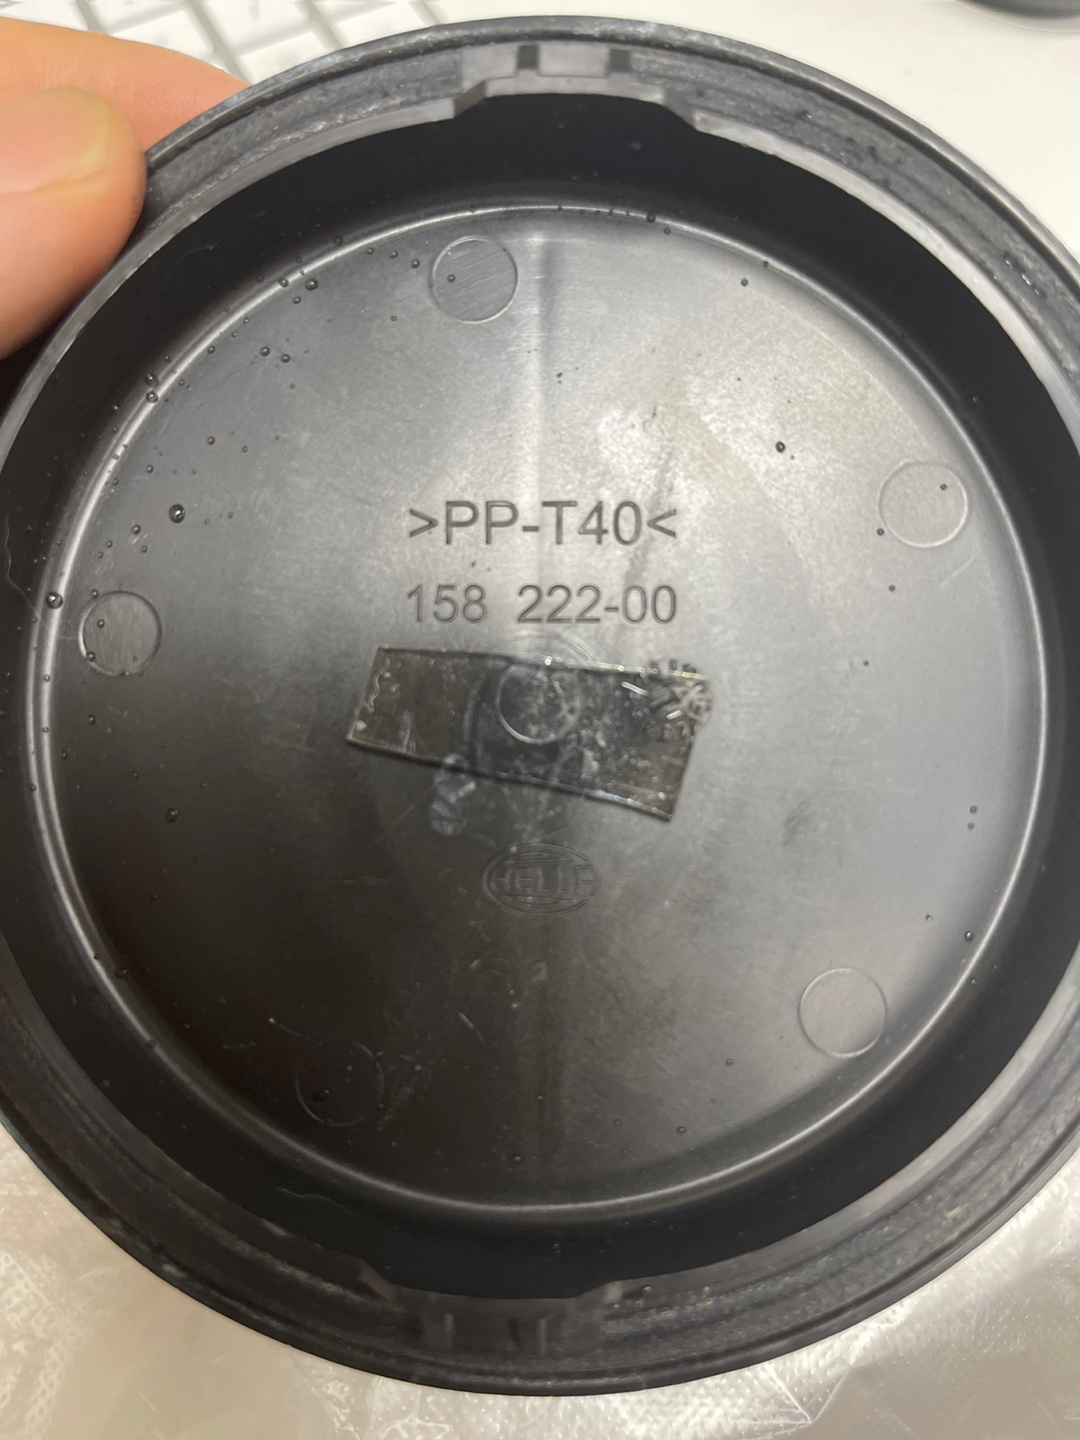 >PP-T40<
158 222-00
HELLA